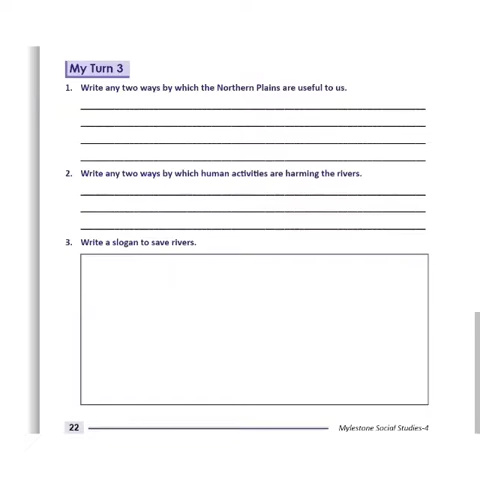 My Turn 3
1. Write any two ways by which the Northern Plains are useful to us.
2. Write any two ways by which human activities are harming the rivers.
3. Write a slogan to save rivers.
22
Mylestone Social Studies-4